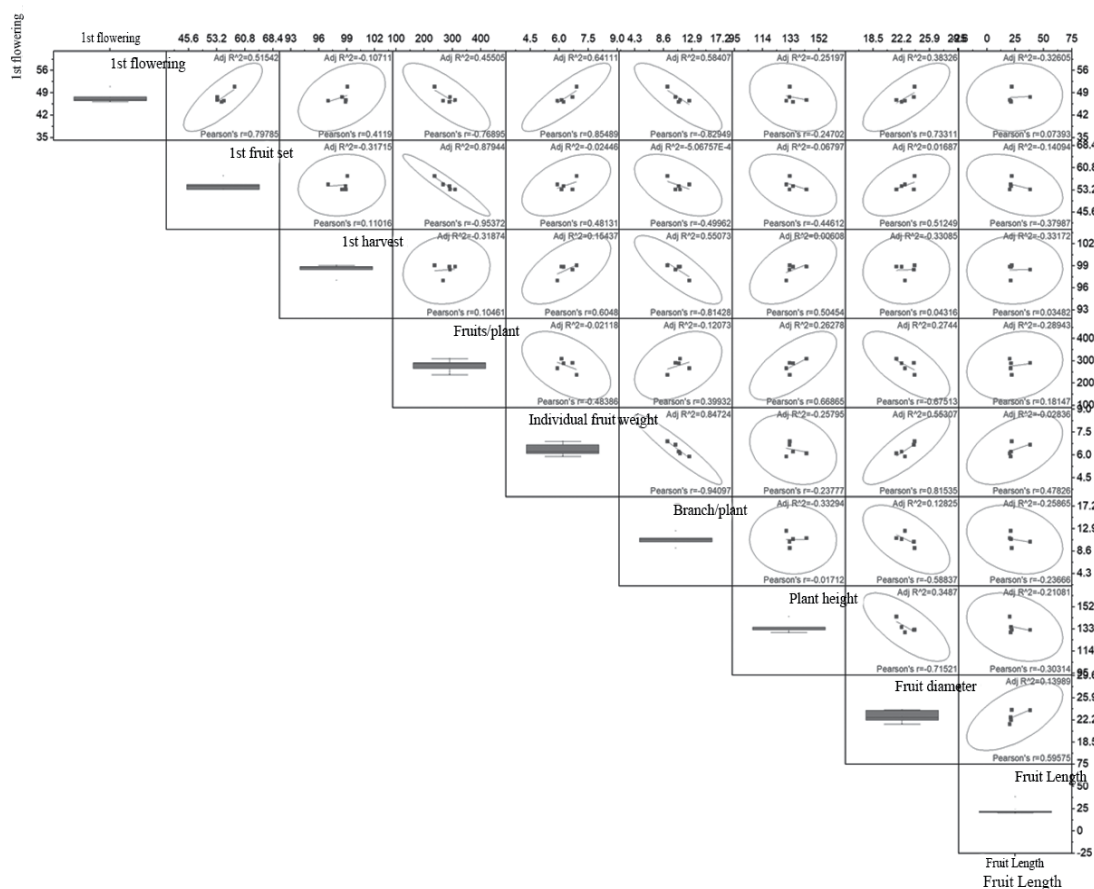 1st flowering
1st flowering
45.6 53.2 60.8 68.4 93 96 99 102 100 200 300 400 4.5 6.0 7.5 9.0 4.3 8.6 12.9 17.2 95 114 133 152 18.5 22.2 25.9 0 25 50 75
1st flowering
Adj R^2=0.51542 Adj R^2=-0.10711 Adj R^2=0.45505 Adj R^2=0.64111 Adj R^2=0.58407 Adj R^2=-0.25197 Adj R^2=0.38326 Adj R^2=-0.32605
56 56
49 49
42 42
35 35
Pearson's r=0.79785 Pearson's r=0.4119 Pearson's r=-0.76895 Pearson's r=0.85489 Pearson's r=-0.82949 Pearson's r=-0.24702 Pearson's r=0.73311 Pearson's r=0.07393
1st fruit set
Adj R^2=-0.31715 Adj R^2=0.87944 Adj R^2=-0.02446 Adj R^2=-5.06757E-4 Adj R^2=-0.06797 Adj R^2=0.01687 Adj R^2=-0.14094
68.4
60.8
53.2
45.6
Pearson's r=0.11016 Pearson's r=-0.95372 Pearson's r=0.48131 Pearson's r=-0.49962 Pearson's r=-0.44612 Pearson's r=0.51249 Pearson's r=-0.37987
1st harvest
Adj R^2=-0.31874 Adj R^2=0.15437 Adj R^2=0.55073 Adj R^2=0.00608 Adj R^2=-0.33085 Adj R^2=-0.33172
102
99
96
93
Pearson's r=0.10461 Pearson's r=0.6048 Pearson's r=-0.81428 Pearson's r=0.50454 Pearson's r=0.04316 Pearson's r=0.03482
Fruits/plant
Adj R^2=-0.02118 Adj R^2=-0.12073 Adj R^2=0.26278 Adj R^2=0.2744 Adj R^2=-0.28943
400
300
200
100
Pearson's r=-0.48386 Pearson's r=0.39932 Pearson's r=0.66865 Pearson's r=-0.67513 Pearson's r=0.18147
Individual fruit weight
Adj R^2=0.84724 Adj R^2=-0.25795 Adj R^2=0.55307 Adj R^2=-0.02836
9.0
7.5
6.0
4.5
Pearson's r=-0.94097 Pearson's r=-0.23777 Pearson's r=0.81535 Pearson's r=0.47826
Branch/plant
Adj R^2=-0.33294 Adj R^2=0.12825 Adj R^2=-0.25865
17.2
12.9
8.6
4.3
Pearson's r=-0.01712 Pearson's r=-0.58837 Pearson's r=-0.23666
Plant height
Adj R^2=0.3487 Adj R^2=-0.21081
152
133
114
95
Pearson's r=-0.71521 Pearson's r=-0.30314
Fruit diameter
Adj R^2=0.13989
29.6
25.9
22.2
18.5
Pearson's r=0.59575
75
Fruit Length
50
25
0
-25
Fruit Length
Fruit Length